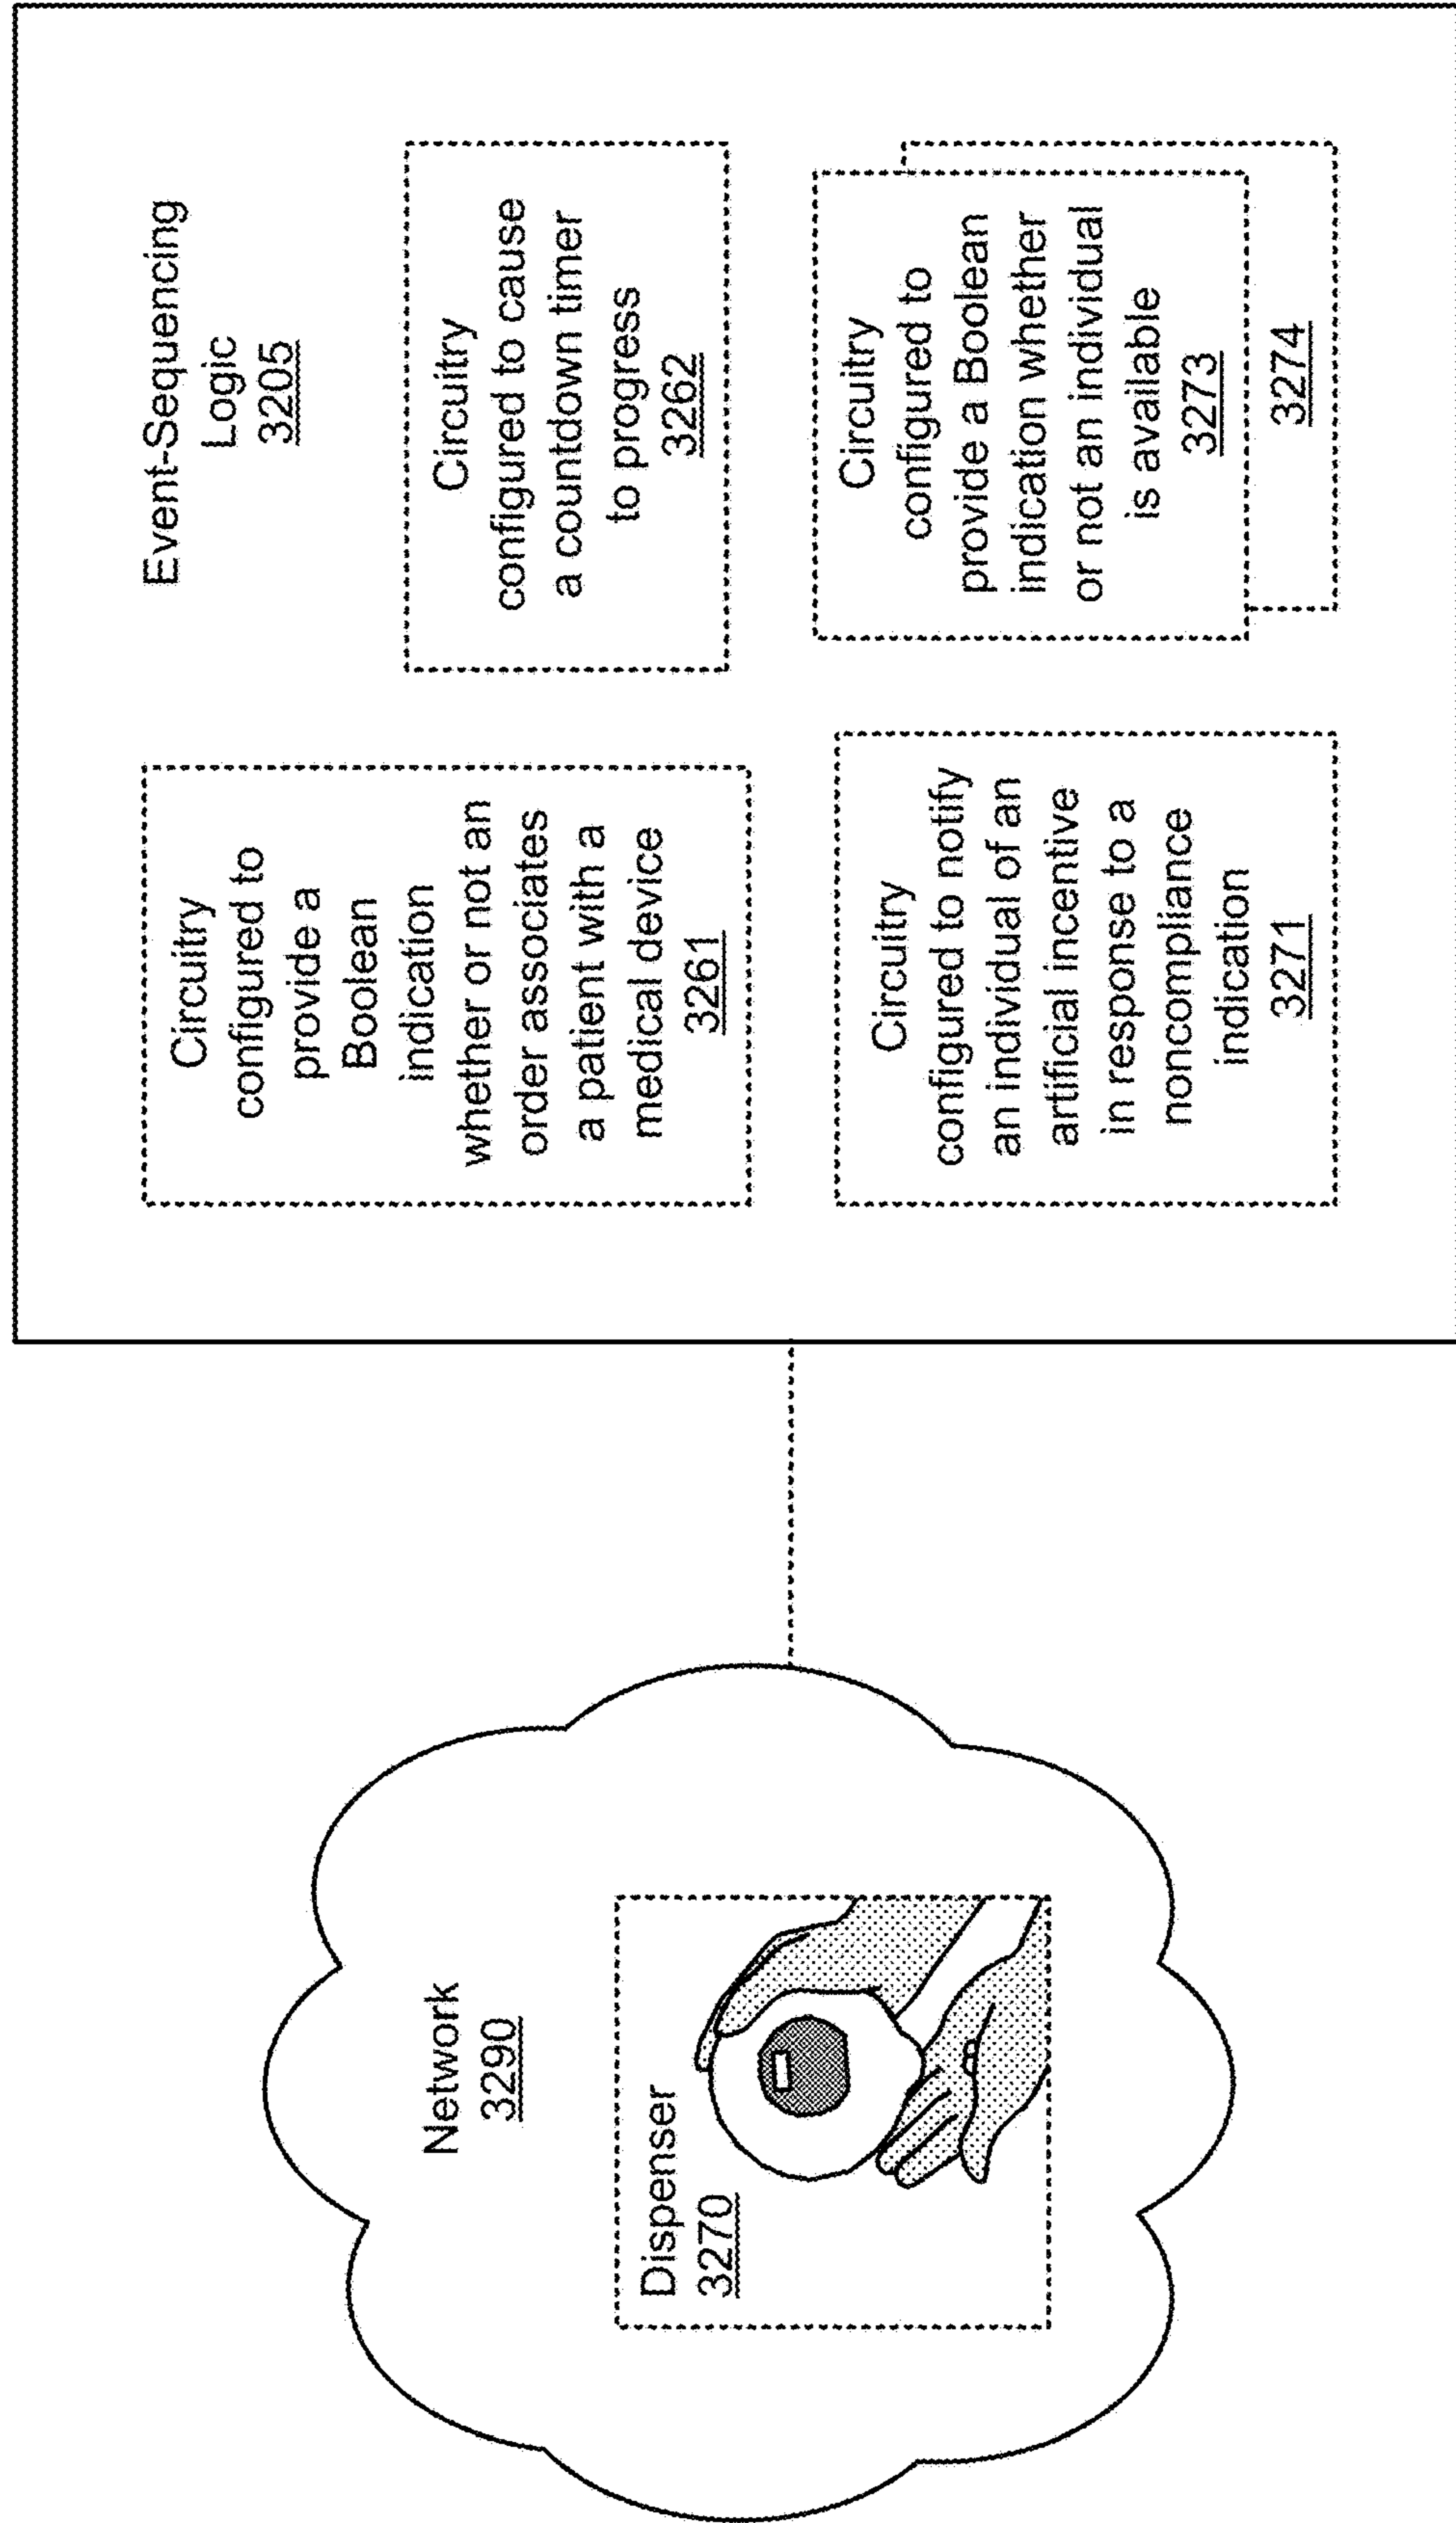 Network
3290
Dispenser
3270
Event-Sequencing
Logic
3205
Circuitry
configured to
provide a
Boolean
indication
whether or not an
order associates
a patient with a
medical device
3261
Circuitry
configured to cause
a countdown timer
to progress
3262
Circuitry
configured to notify
an individual of an
artificial incentive
in response to a
noncompliance
indication
3271
Circuitry
configured to
provide a Boolean
indication whether
or not an individual
is available
3273
3274